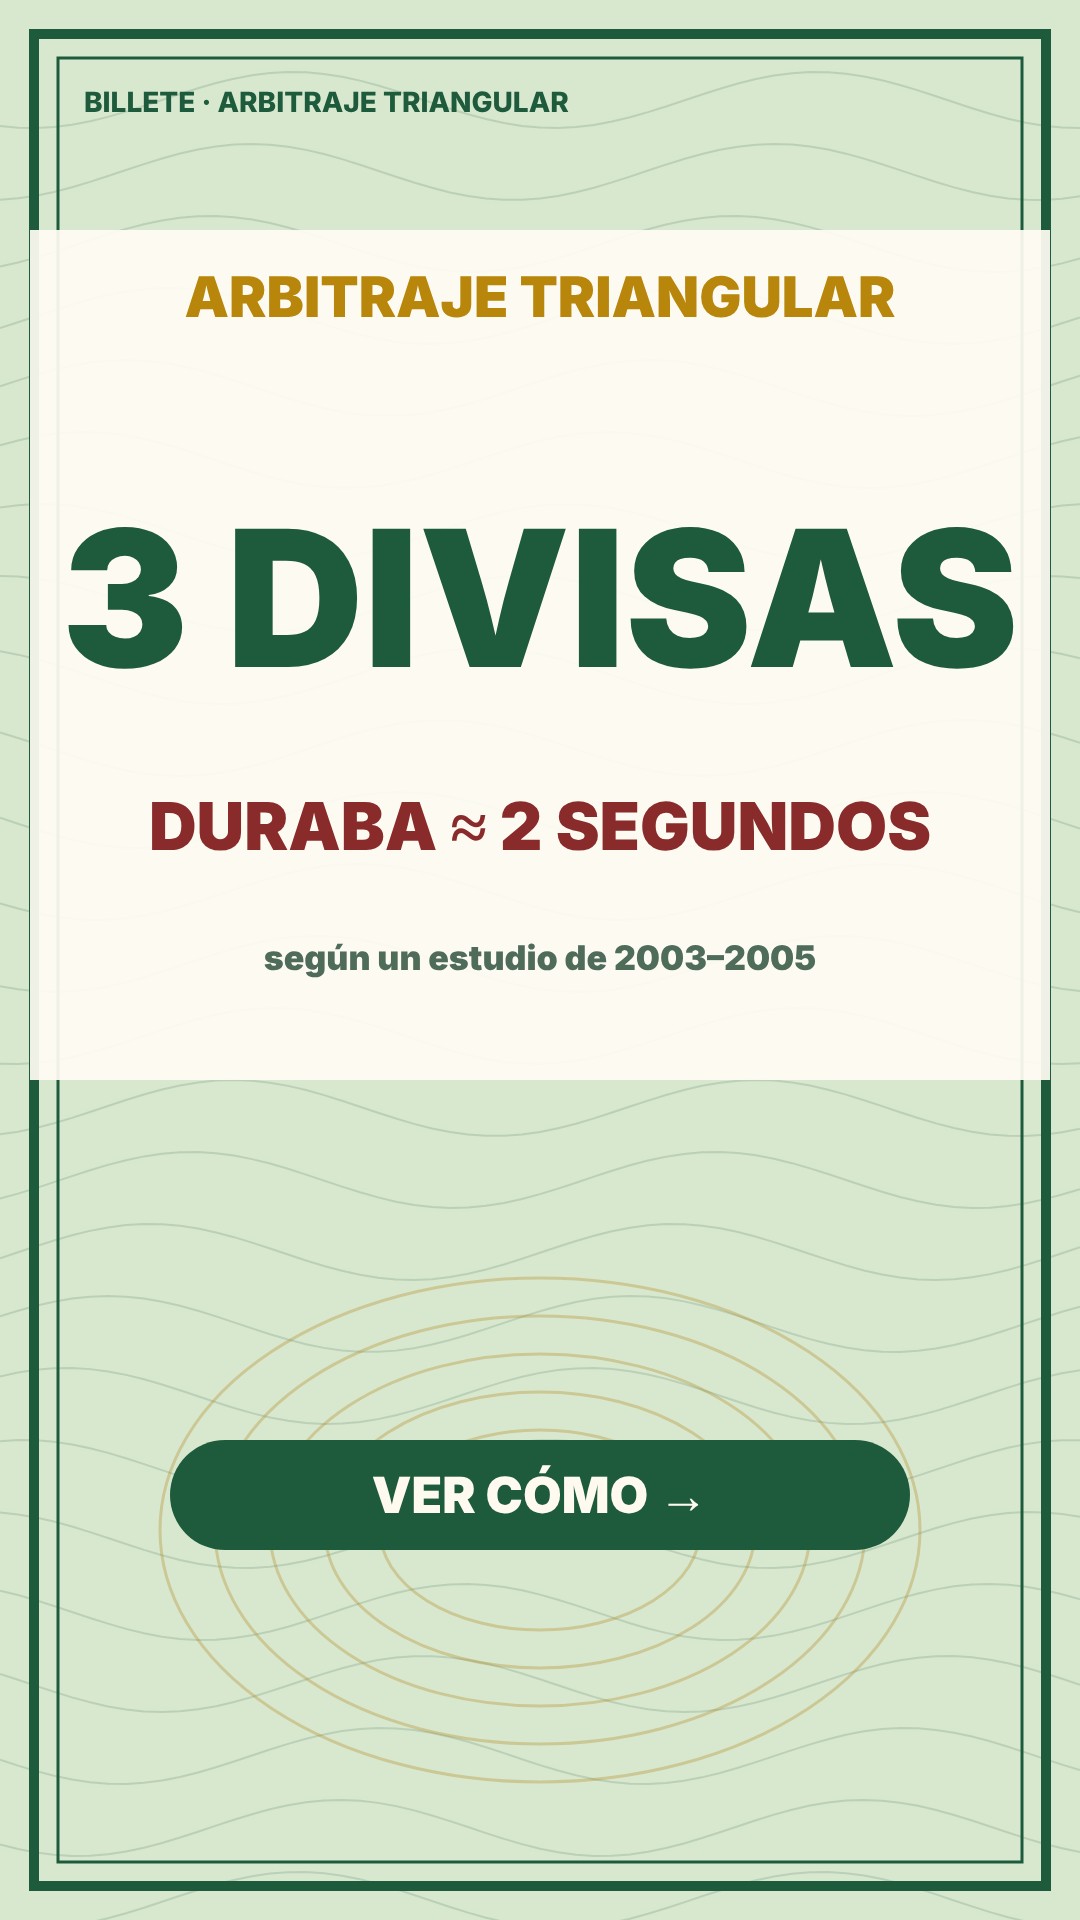 BILLETE · ARBITRAJE TRIANGULAR
ARBITRAJE TRIANGULAR
3 DIVISAS
DURABA ≈ 2 SEGUNDOS
según un estudio de 2003–2005
VER CÓMO →